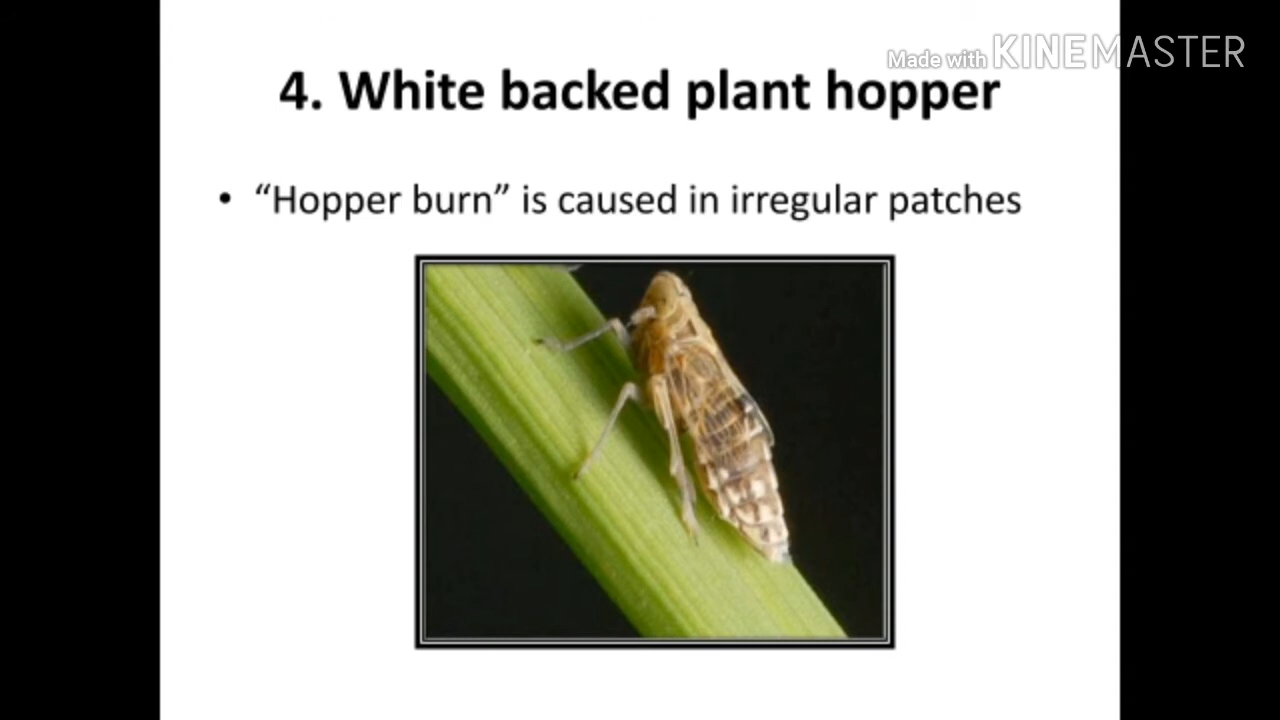 Made with KINEMASTER
4. White backed plant hopper
• “Hopper burn” is caused in irregular patches